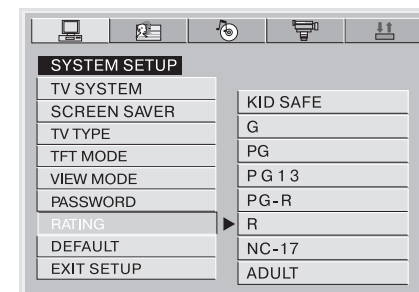 SYSTEM SETUP
TV SYSTEM
SCREEN SAVER
TV TYPE
TFT MODE
VIEW MODE
PASSWORD
RATING
DEFAULT
EXIT SETUP
KID SAFE
G
PG
PG13
PG-R
R
NC-17
ADULT